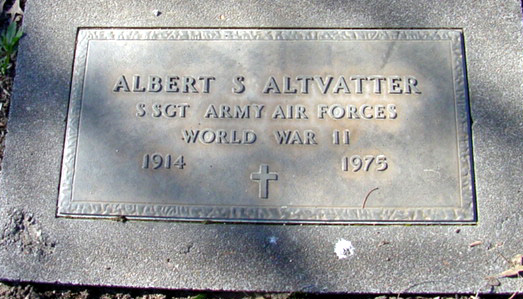 ALBERT S ALTVATTER
S SGT ARMY AIR FORCES
WORLD WAR II
1914 1975